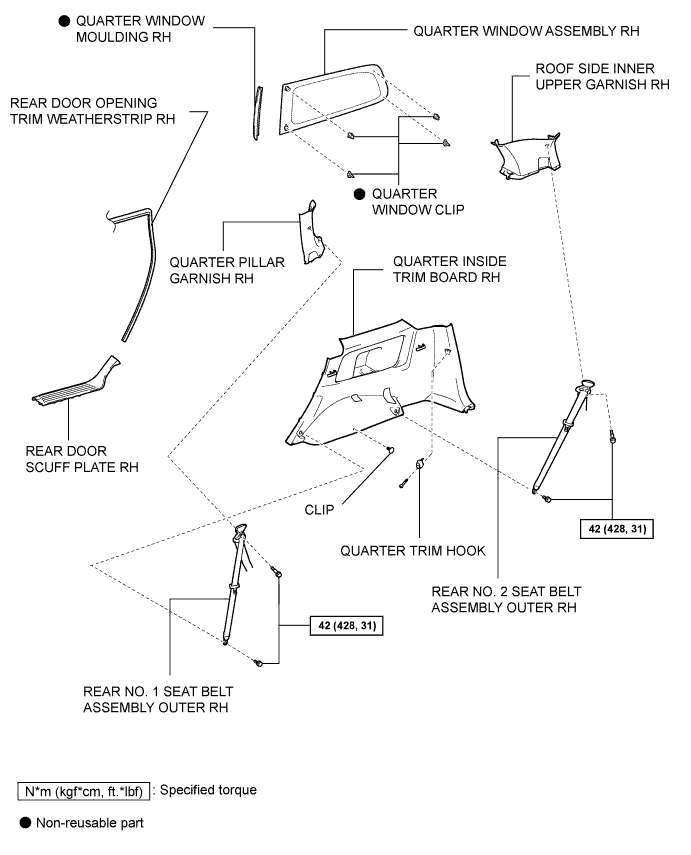 ● QUARTER WINDOW
MOULDING RH
QUARTER WINDOW ASSEMBLY RH
ROOF SIDE INNER
UPPER GARNISH RH
REAR DOOR OPENING
TRIM WEATHERSTRIP RH
● QUARTER
WINDOW CLIP
QUARTER PILLAR
GARNISH RH
QUARTER INSIDE
TRIM BOARD RH
REAR DOOR
SCUFF PLATE RH
CLIP
42 (428, 31)
QUARTER TRIM HOOK
REAR NO. 2 SEAT BELT
ASSEMBLY OUTER RH
42 (428, 31)
REAR NO. 1 SEAT BELT
ASSEMBLY OUTER RH
N*m (kgf*cm, ft.*lbf) : Specified torque
● Non-reusable part